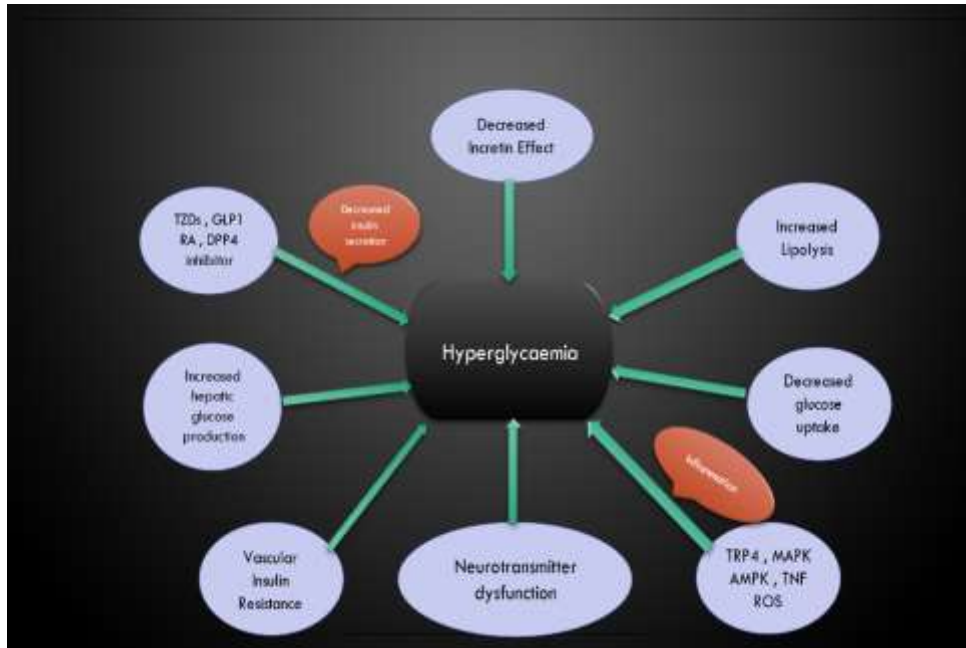 Decreased
Incretin Effect
TZDs , GLP1
RA , DPP4
inhibitor
Decreased
insulin
secretion
Increased
Lipolysis
Hyperglycaemia
Increased
hepatic
glucose
production
Decreased
glucose
uptake
Inflammation
Vascular
Insulin
Resistance
Neurotransmitter
dysfunction
TRP4 , MAPK
AMPK , TNF
ROS